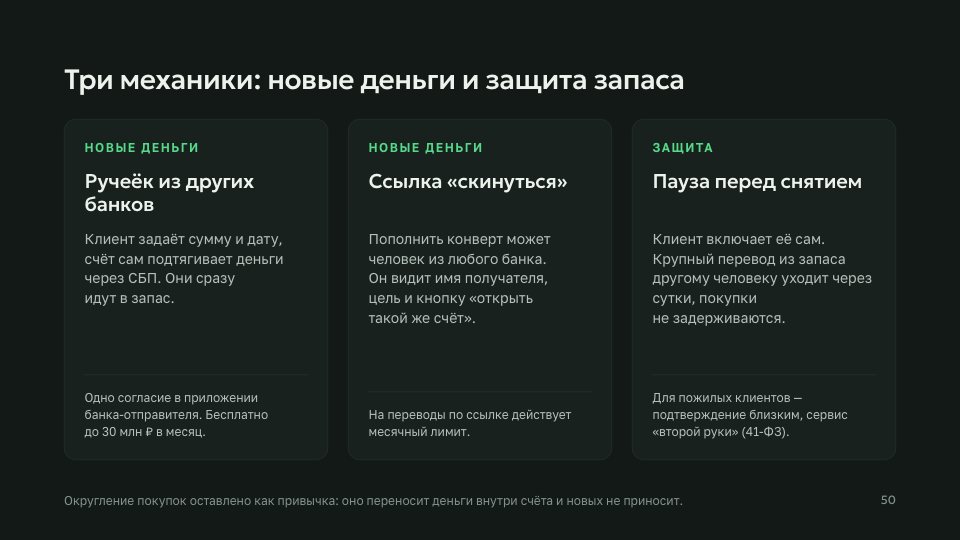 Три механики: новые деньги и защита запаса
НОВЫЕ ДЕНЬГИ
Ручеёк из других
банков
Клиент задаёт сумму и дату,
счёт сам подтягивает деньги
через СБП. Они сразу
идут в запас.
Одно согласие в приложении
банка-отправителя. Бесплатно
до 30 млн ₽ в месяц.
НОВЫЕ ДЕНЬГИ
Ссылка «скинуться»
Пополнить конверт может
человек из любого банка.
Он видит имя получателя,
цель и кнопку «открыть
такой же счёт».
На переводы по ссылке действует
месячный лимит.
ЗАЩИТА
Пауза перед снятием
Клиент включает её сам.
Крупный перевод из запаса
другому человеку уходит через
сутки, покупки
не задерживаются.
Для пожилых клиентов —
подтверждение близким, сервис
«второй руки» (41-ФЗ).
Округление покупок оставлено как привычка: оно переносит деньги внутри счёта и новых не приносит.
50